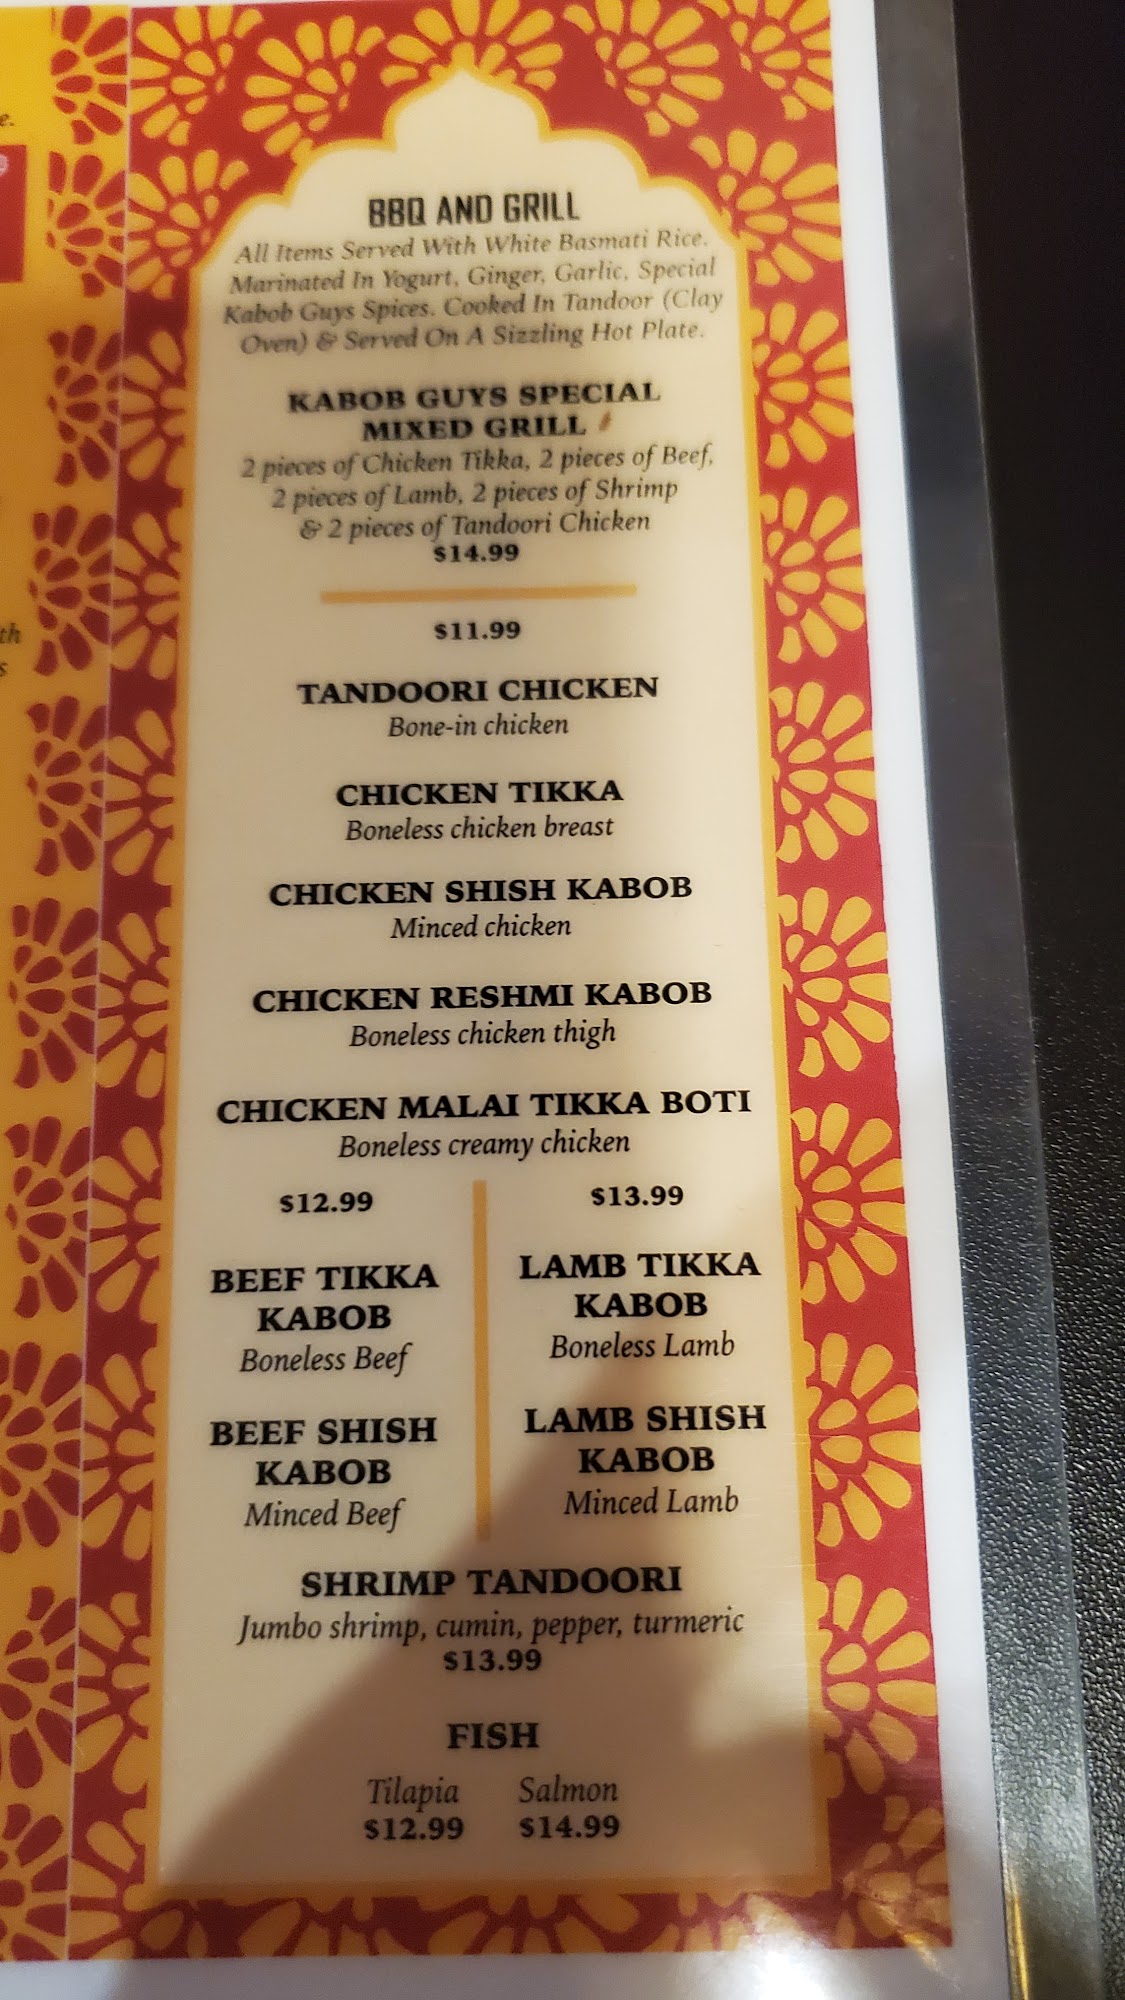 e.
th
s
BBQ AND GRILL
All Items Served With White Basmati Rice.
Marinated In Yogurt, Ginger, Garlic, Special
Kabob Guys Spices. Cooked In Tandoor (Clay
Oven) & Served On A Sizzling Hot Plate.
KABOB GUYS SPECIAL
MIXED GRILL
2 pieces of Chicken Tikka, 2 pieces of Beef,
2 pieces of Lamb, 2 pieces of Shrimp
& 2 pieces of Tandoori Chicken
$14.99
$11.99
TANDOORI CHICKEN
Bone-in chicken
CHICKEN TIKKA
Boneless chicken breast
CHICKEN SHISH KABOB
Minced chicken
CHICKEN RESHMI KABOB
Boneless chicken thigh
CHICKEN MALAI TIKKA BOTI
Boneless creamy chicken
$12.99
BEEF TIKKA
KABOB
Boneless Beef
BEEF SHISH
KABOB
Minced Beef
$13.99
LAMB TIKKA
KABOB
Boneless Lamb
LAMB SHISH
KABOB
Minced Lamb
SHRIMP TANDOORI
Jumbo shrimp, cumin, pepper, turmeric
$13.99
FISH
Tilapia Salmon
$12.99 $14.99